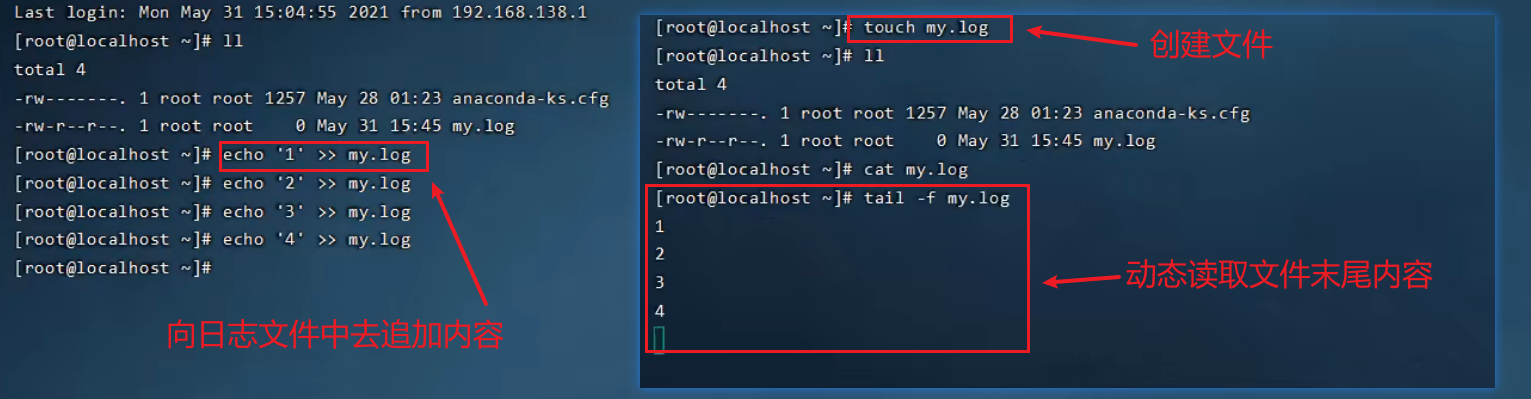 Last login: Mon May 31 15:04:55 2021 from 192.168.138.1
[root@localhost ~]# ll
total 4
-rw-------. 1 root root 1257 May 28 01:23 anaconda-ks.cfg
-rw-r--r--. 1 root root    0 May 31 15:45 my.log
[root@localhost ~]# echo '1' >> my.log
[root@localhost ~]# echo '2' >> my.log
[root@localhost ~]# echo '3' >> my.log
[root@localhost ~]# echo '4' >> my.log
[root@localhost ~]#
向日志文件中去追加内容
[root@localhost ~]# touch my.log
创建文件
[root@localhost ~]# ll
total 4
-rw-------. 1 root root 1257 May 28 01:23 anaconda-ks.cfg
-rw-r--r--. 1 root root    0 May 31 15:45 my.log
[root@localhost ~]# cat my.log
[root@localhost ~]# tail -f my.log
1
2
3
4
动态读取文件末尾内容